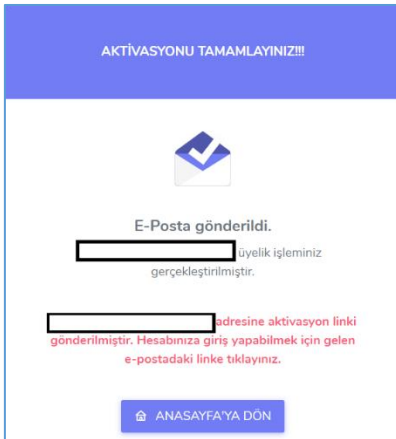 AKTİVASYONU TAMAMLAYINIZ!!!
E-Posta gönderildi.
üyelik işleminiz
gerçekleştirilmiştir.
adresine aktivasyon linki
gönderilmiştir. Hesabınıza giriş yapabilmek için gelen
e-postadaki linke tıklayınız.
ANASAYFA'YA DÖN